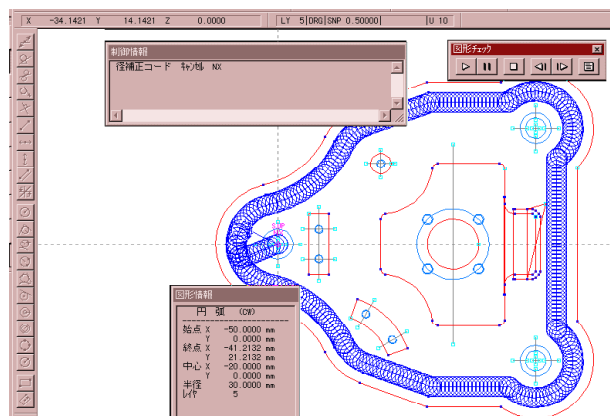 X -34.1421 Y 14.1421 Z 0.0000 LY 5|DRG|SNP 0.50000| U 10
制御情報
径補正コード ｷｬﾝｾﾙ NX
図形チェック
図形情報
円 弧 (CW)
始点 X -50.0000 mm
Y 0.0000 mm
終点 X -41.2132 mm
Y 21.2132 mm
中心 X -20.0000 mm
Y 0.0000 mm
半径 30.0000 mm
ﾚｲﾔ 5